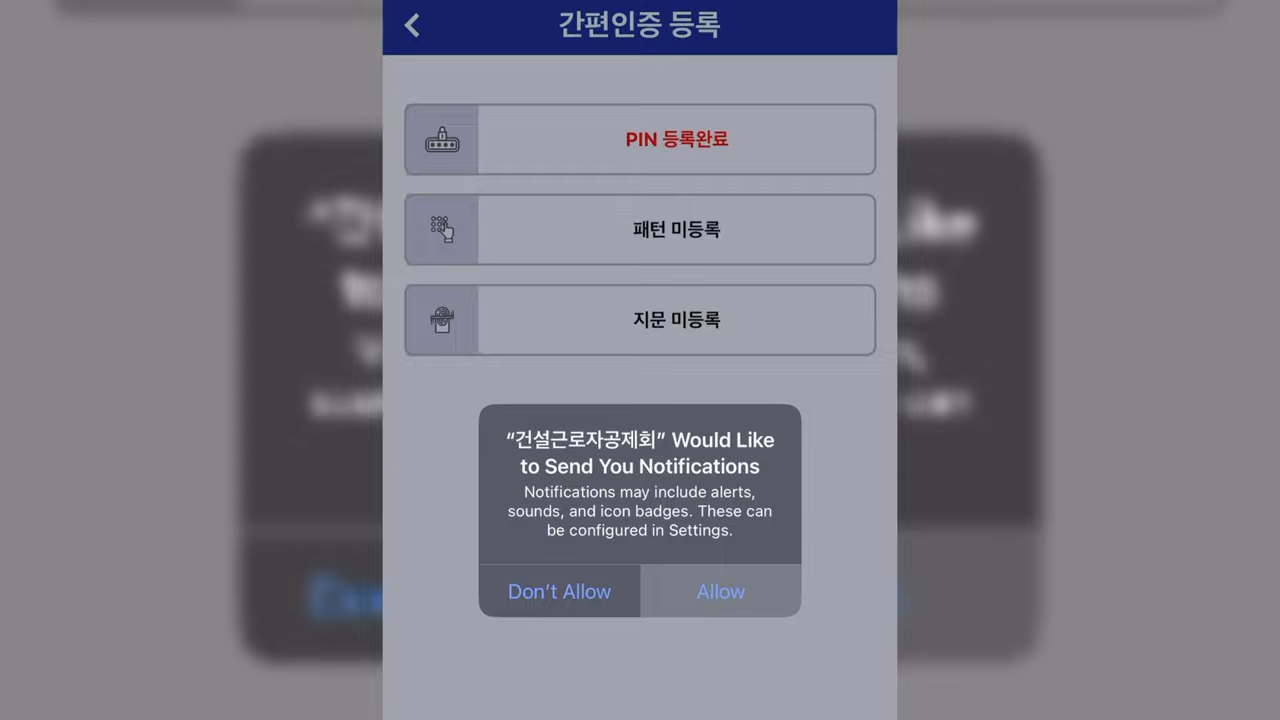 간편인증 등록
PIN 등록완료
패턴 미등록
지문 미등록
“건설근로자공제회” Would Like
to Send You Notifications
Notifications may include alerts,
sounds, and icon badges. These can
be configured in Settings.
Don’t Allow
Allow